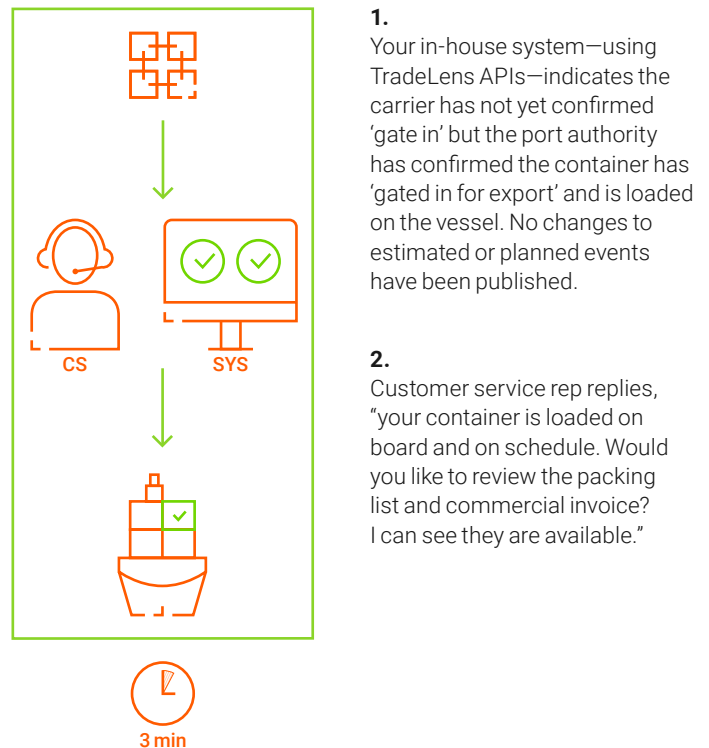 CS
SYS
3 min
1.
Your in-house system—using
TradeLens APIs—indicates the
carrier has not yet confirmed
‘gate in’ but the port authority
has confirmed the container has
‘gated in for export’ and is loaded
on the vessel. No changes to
estimated or planned events
have been published.
2.
Customer service rep replies,
“your container is loaded on
board and on schedule. Would
you like to review the packing
list and commercial invoice?
I can see they are available.”